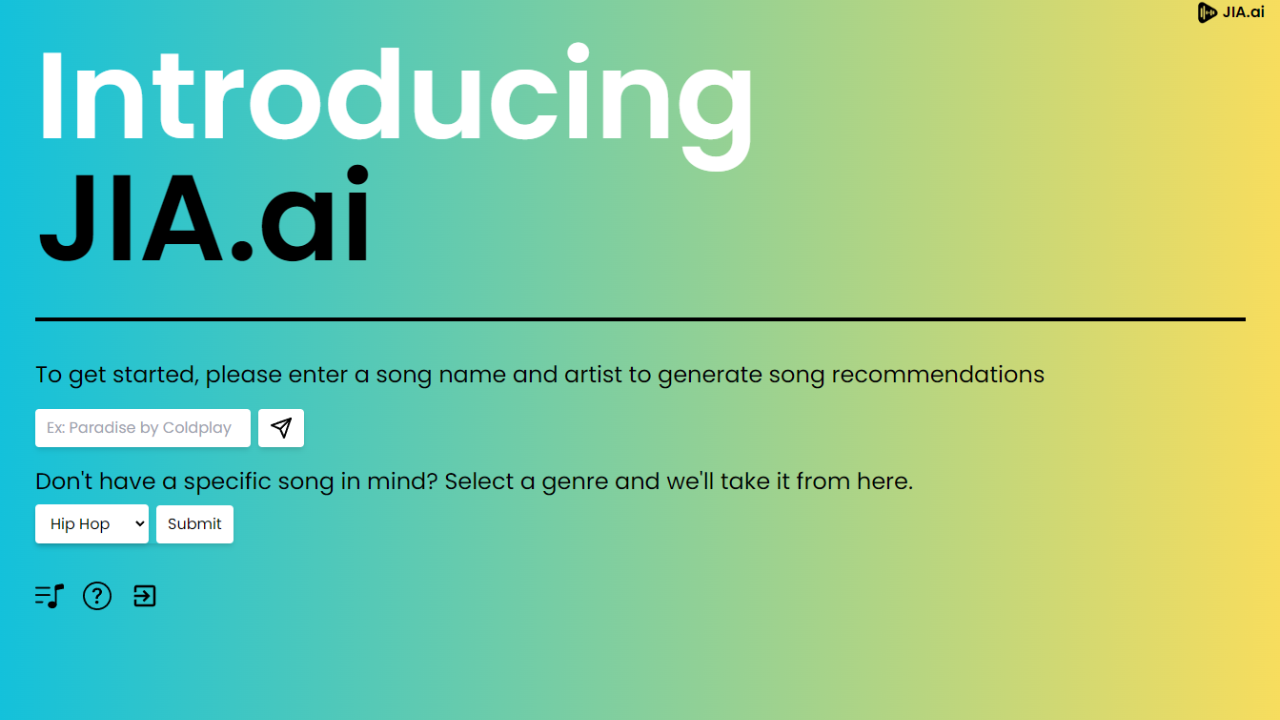 JIA.ai
Introducing
JIA.ai
To get started, please enter a song name and artist to generate song recommendations
Ex: Paradise by Coldplay
Don't have a specific song in mind? Select a genre and we'll take it from here.
Hip Hop
Submit
?